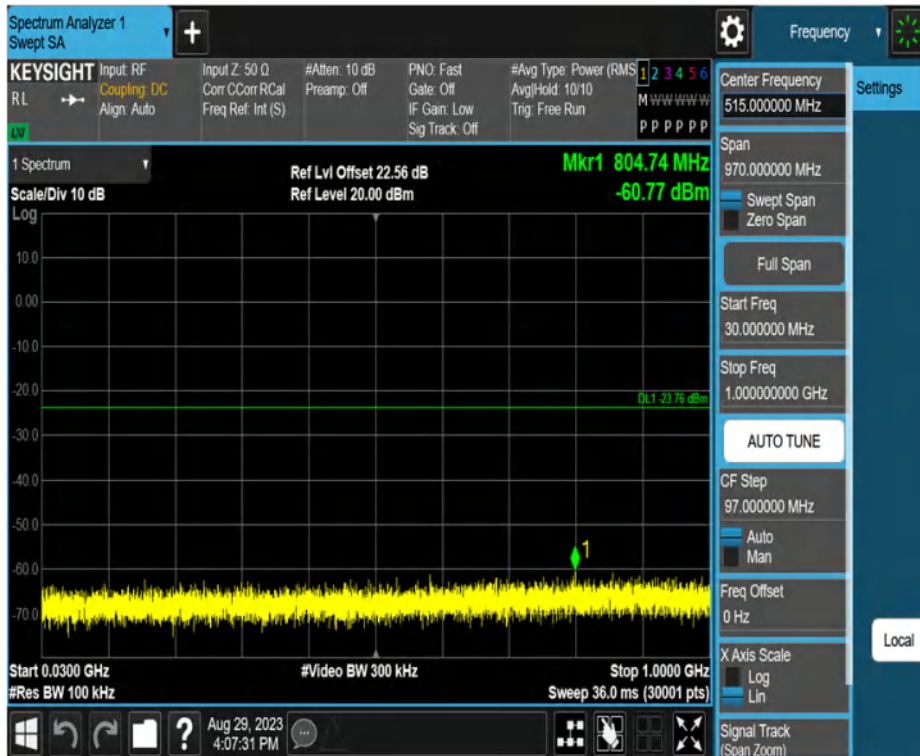 Spectrum Analyzer 1
Swept SA
+
Frequency
KEYSIGHT
RL
LXI
Input: RF
Coupling: DC
Align: Auto
Input Z: 50 Ω
Corr CCorr RCal
Freq Ref: Int (S)
#Atten: 10 dB
Preamp: Off
PNO: Fast
Gate: Off
IF Gain: Low
Sig Track: Off
#Avg Type: Power (RMS
Avg|Hold: 10/10
Trig: Free Run
1 2 3 4 5 6
M W W W W W
P P P P P P
1 Spectrum
Scale/Div 10 dB
Log
Ref Lvl Offset 22.56 dB
Ref Level 20.00 dBm
Mkr1 804.74 MHz
-60.77 dBm
10.0
0.00
-10.0
-20.0
-30.0
-40.0
-50.0
-60.0
-70.0
DL1 -23.76 dBm
1
Start 0.0300 GHz
#Res BW 100 kHz
#Video BW 300 kHz
Stop 1.0000 GHz
Sweep 36.0 ms (30001 pts)
?
Aug 29, 2023
4:07:31 PM
Center Frequency
515.000000 MHz
Span
970.000000 MHz
Swept Span
Zero Span
Full Span
Start Freq
30.000000 MHz
Stop Freq
1.000000000 GHz
AUTO TUNE
CF Step
97.000000 MHz
Auto
Man
Freq Offset
0 Hz
X Axis Scale
Log
Lin
Signal Track
(Span Zoom)
Settings
Local